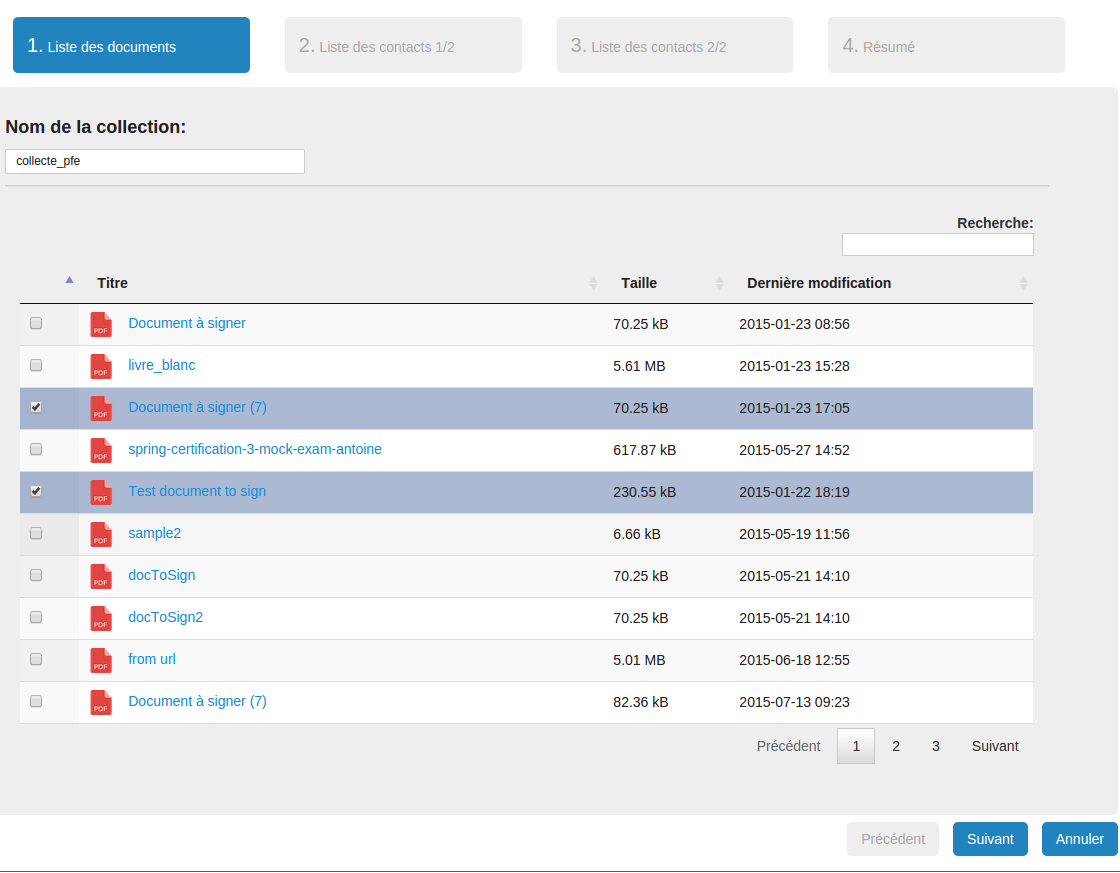 1. Liste des documents
2. Liste des contacts 1/2
3. Liste des contacts 2/2
4. Résumé
Nom de la collection:
collecte_pfe
Recherche:
Titre Taille Dernière modification
PDF Document à signer 70.25 kB 2015-01-23 08:56
PDF livre_blanc 5.61 MB 2015-01-23 15:28
PDF Document à signer (7) 70.25 kB 2015-01-23 17:05
PDF spring-certification-3-mock-exam-antoine 617.87 kB 2015-05-27 14:52
PDF Test document to sign 230.55 kB 2015-01-22 18:19
PDF sample2 6.66 kB 2015-05-19 11:56
PDF docToSign 70.25 kB 2015-05-21 14:10
PDF docToSign2 70.25 kB 2015-05-21 14:10
PDF from url 5.01 MB 2015-06-18 12:55
PDF Document à signer (7) 82.36 kB 2015-07-13 09:23
Précédent 1 2 3 Suivant
Précédent Suivant Annuler